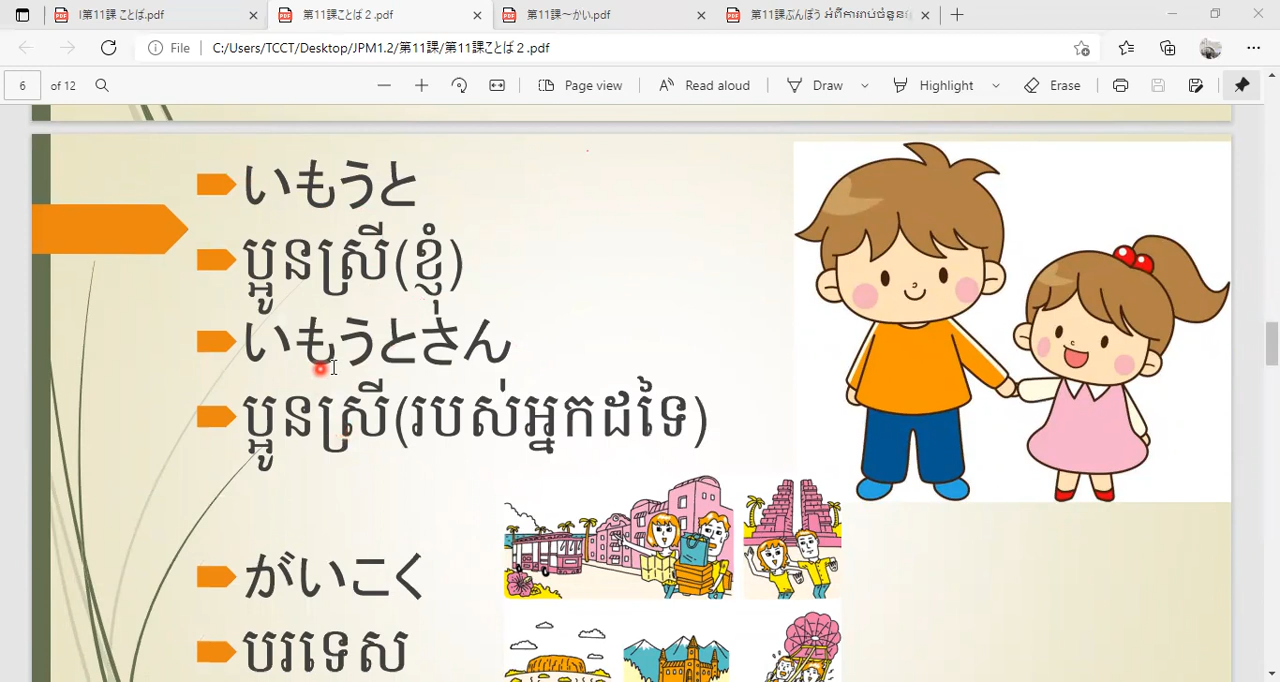 l第11課 ことば.pdf
第11課ことば２.pdf
第11課～かい.pdf
第11課ぶんぽう អំពីការរាប់ចំនួន
File
C:/Users/TCCT/Desktop/JPM1.2/第11課/第11課ことば２.pdf
6 of 12
Page view
Read aloud
Draw
Highlight
Erase
いもうと
ប្អូនស្រី(ខ្ញុំ)
いもうとさん
ប្អូនស្រី(របស់អ្នកដទៃ)
がいこく
បរទេស